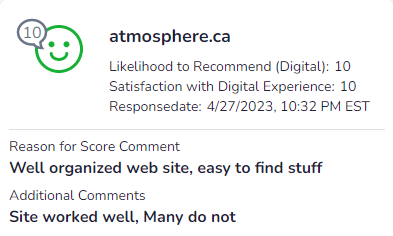 10
atmosphere.ca
Likelihood to Recommend (Digital): 10
Satisfaction with Digital Experience: 10
Responsedate: 4/27/2023, 10:32 PM EST
Reason for Score Comment
Well organized web site, easy to find stuff
Additional Comments
Site worked well, Many do not